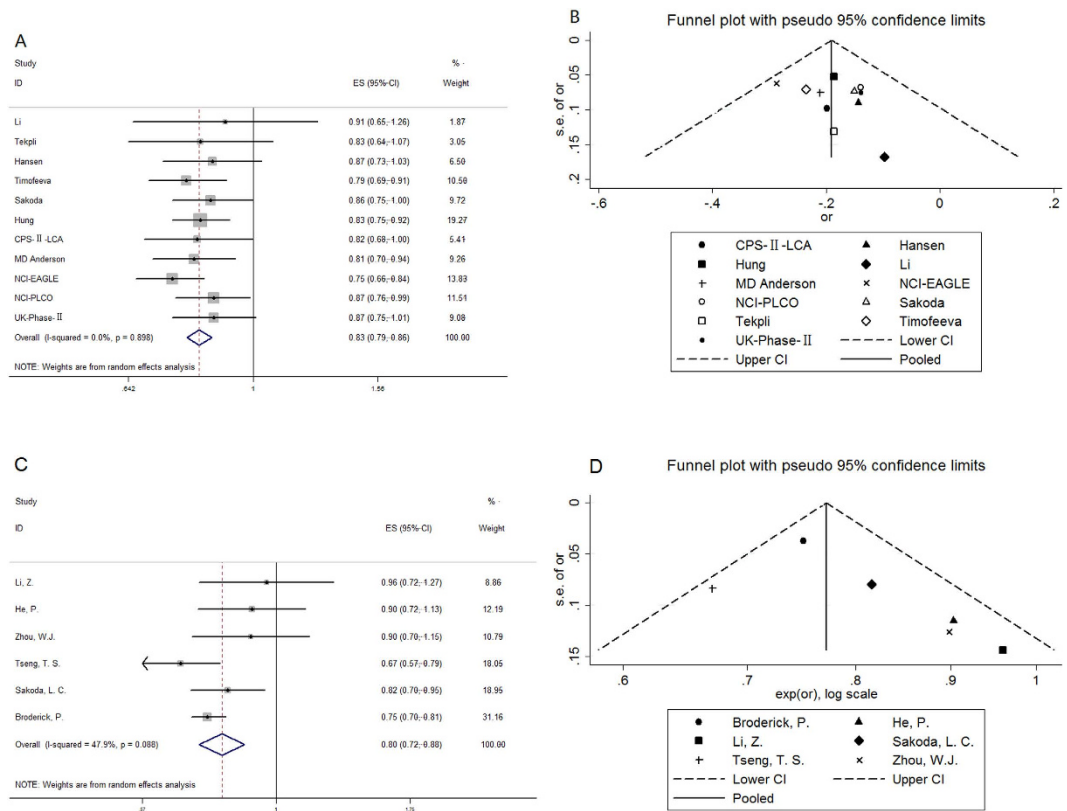 A
Study
%
ID
ES (95%-CI)
Weight
Li
0.91 (0.65, 1.26)
1.87
Tekpli
0.83 (0.64, 1.07)
3.05
Hansen
0.87 (0.73, 1.03)
6.50
Timofeeva
0.79 (0.69, 0.91)
10.50
Sakoda
0.86 (0.75, 1.00)
9.72
Hung
0.83 (0.75, 0.92)
19.27
CPS-Ⅱ-LCA
0.82 (0.68, 1.00)
5.41
MD Anderson
0.81 (0.70, 0.94)
9.26
NCI-EAGLE
0.75 (0.66, 0.84)
13.83
NCI-PLCO
0.87 (0.76, 0.99)
11.51
UK-Phase-Ⅱ
0.87 (0.75, 1.01)
9.08
Overall (I-squared = 0.0%, p = 0.898)
0.83 (0.79, 0.86)
100.00
NOTE: Weights are from random effects analysis
.642
1
1.56
B
Funnel plot with pseudo 95% confidence limits
s.e. of or
0
.05
.1
.15
.2
-.6
-.4
-.2
0
.2
or
CPS-Ⅱ-LCA
Hansen
Hung
Li
MD Anderson
NCI-EAGLE
NCI-PLCO
Sakoda
Tekpli
Timofeeva
UK-Phase-Ⅱ
Lower CI
Upper CI
Pooled
C
Study
%
ID
ES (95%-CI)
Weight
Li, Z.
0.96 (0.72, 1.27)
8.86
He, P.
0.90 (0.72, 1.13)
12.19
Zhou, W.J.
0.90 (0.70, 1.15)
10.79
Tseng, T. S.
0.67 (0.57, 0.79)
18.05
Sakoda, L. C.
0.82 (0.70, 0.95)
18.95
Broderick, P.
0.75 (0.70, 0.81)
31.16
Overall (I-squared = 47.9%, p = 0.088)
0.80 (0.72, 0.88)
100.00
NOTE: Weights are from random effects analysis
1
D
Funnel plot with pseudo 95% confidence limits
s.e. of or
0
.05
.1
.15
.6
.7
.8
.9
1
exp(or), log scale
Broderick, P.
He, P.
Li, Z.
Sakoda, L. C.
Tseng, T. S.
Zhou, W.J.
Lower CI
Upper CI
Pooled